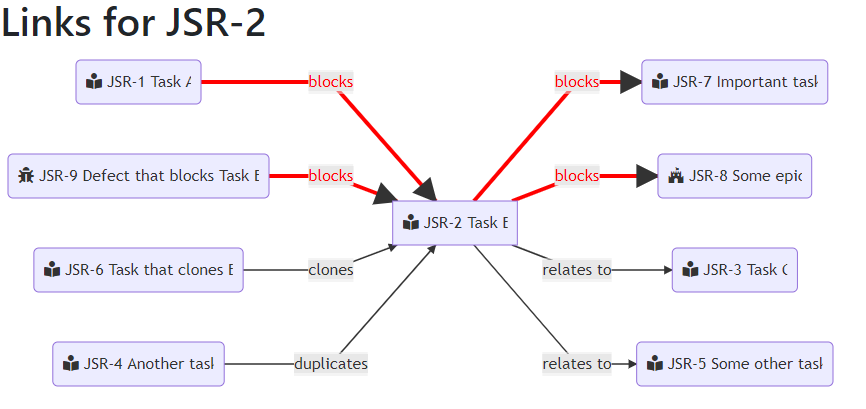 Links for JSR-2
JSR-1 Task A
blocks
blocks
JSR-7 Important task
JSR-9 Defect that blocks Task B
blocks
blocks
JSR-8 Some epic
JSR-2 Task B
JSR-6 Task that clones B
clones
relates to
JSR-3 Task C
JSR-4 Another task
duplicates
relates to
JSR-5 Some other task